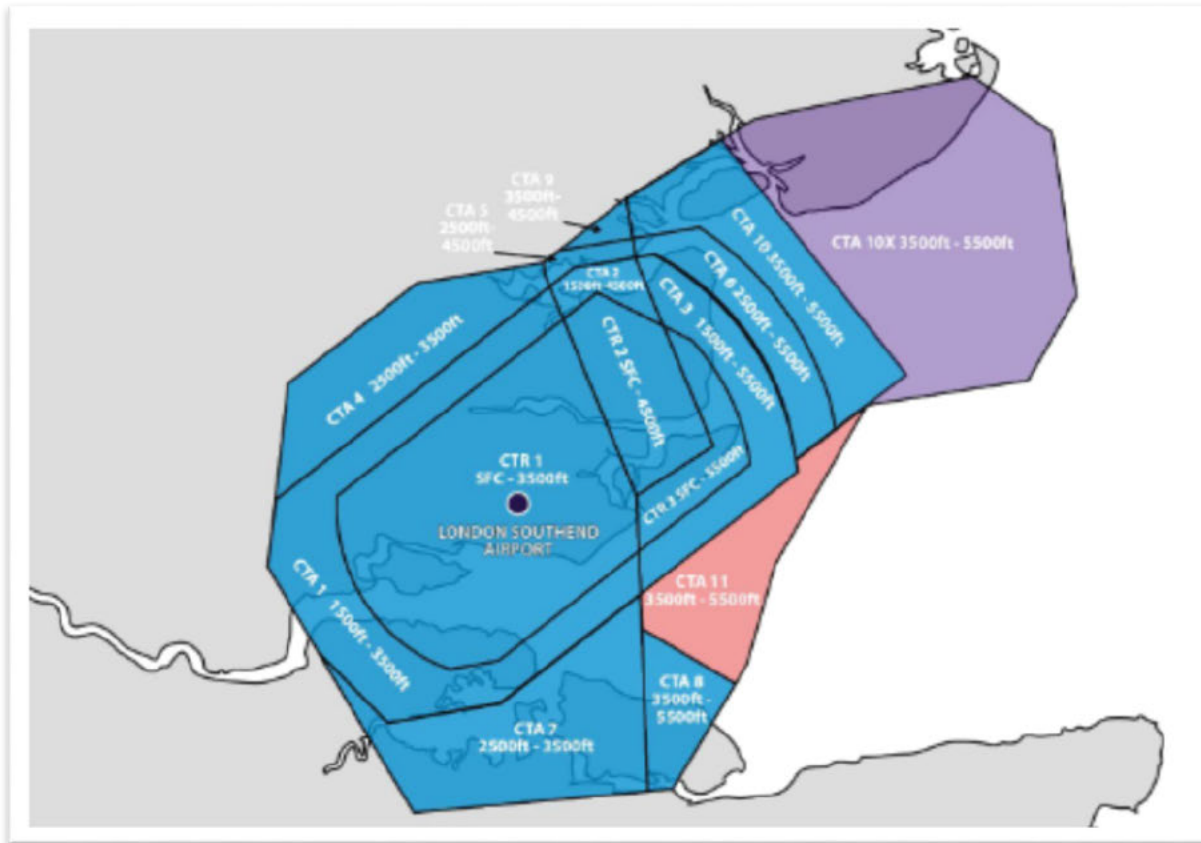 CTA 9
3500ft-
4500ft
CTA 5
2500ft-
4500ft
CTA 2
1500ft-4500ft
CTA 10 3500ft - 5500ft
CTA 10X 3500ft - 5500ft
CTA 6 2500ft - 5500ft
CTA 3 1500ft - 5500ft
CTR 2 SFC - 4500ft
CTA 4 2500ft - 3500ft
CTR 1
SFC - 3500ft
LONDON SOUTHEND
AIRPORT
CTR 3 SFC - 5500ft
CTA 1 1500ft - 3500ft
CTA 11
3500ft - 5500ft
CTA 8
3500ft -
5500ft
CTA 7
2500ft - 3500ft